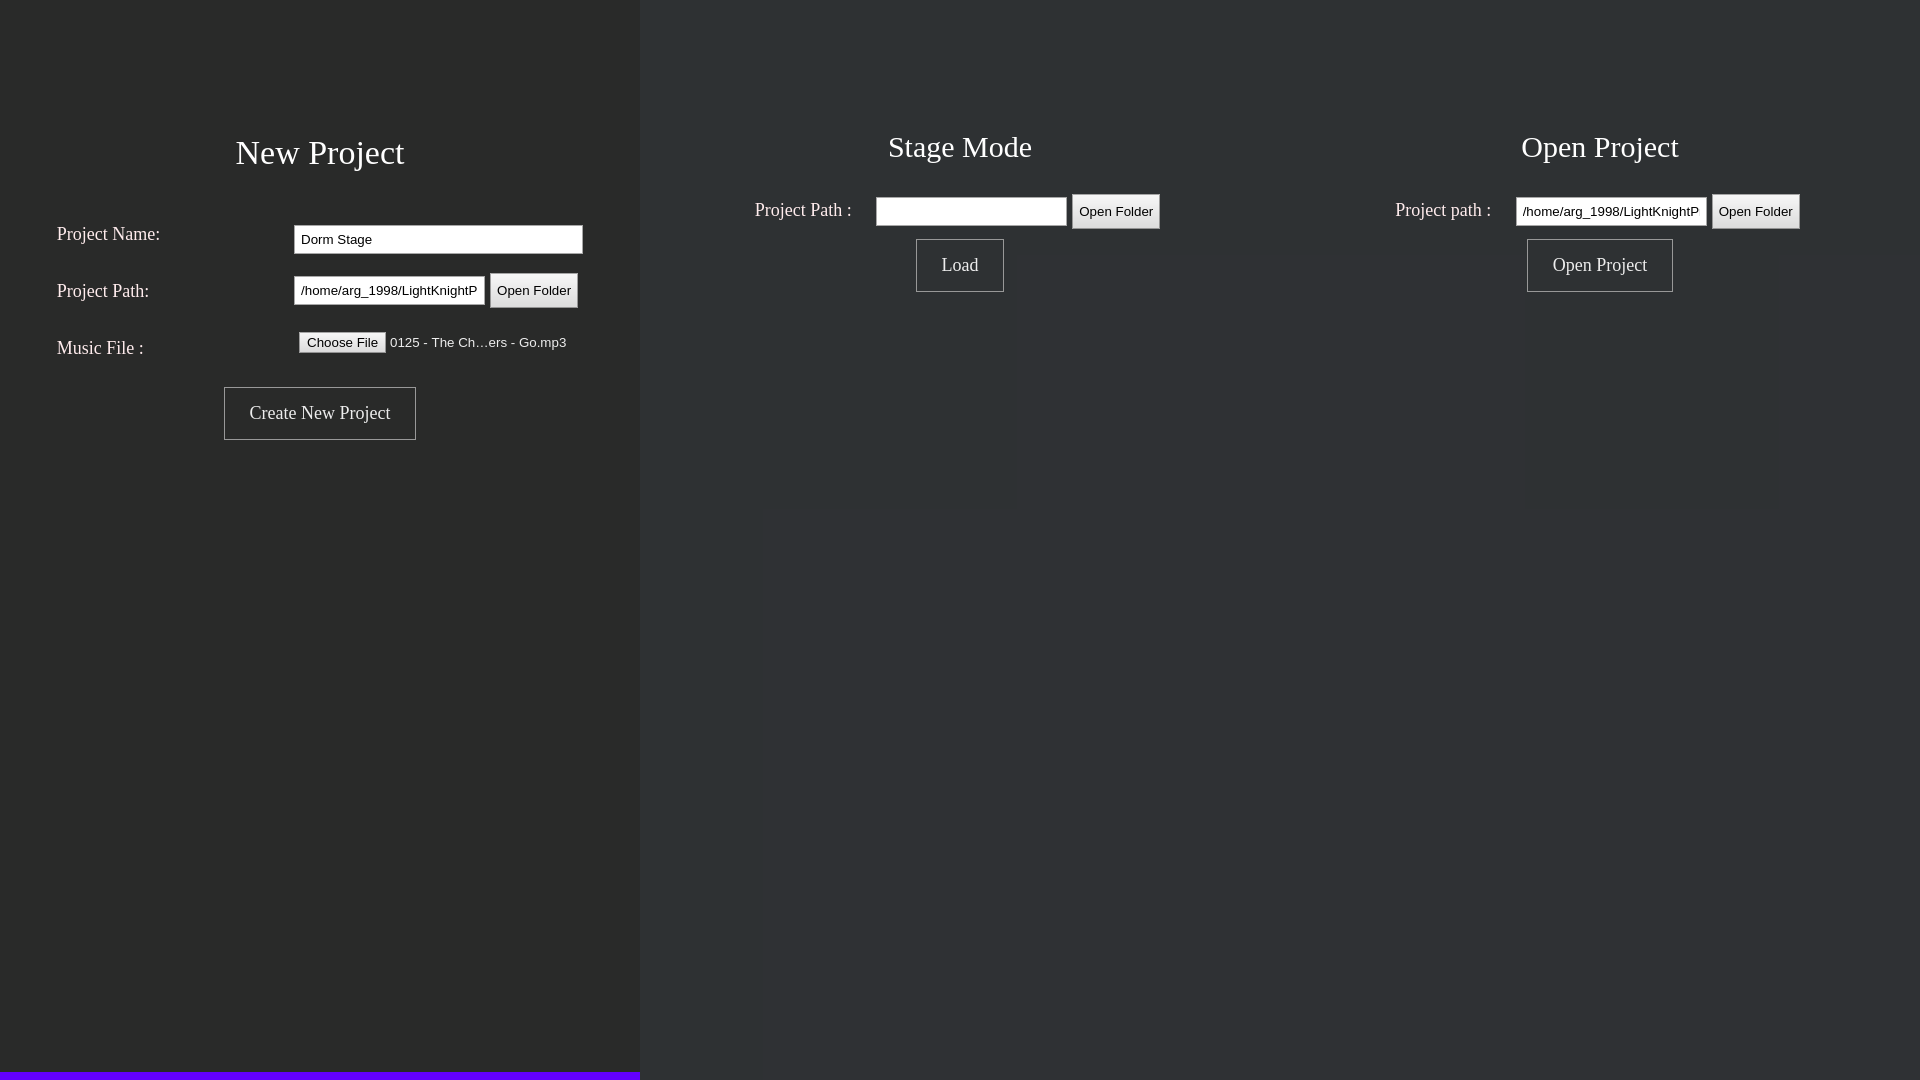 New Project
Project Name:
Dorm Stage
Project Path:
/home/arg_1998/LightKnightP
Open Folder
Music File :
Choose File
0125 - The Ch…ers - Go.mp3
Create New Project
Stage Mode
Project Path :
Open Folder
Load
Open Project
Project path :
/home/arg_1998/LightKnightP
Open Folder
Open Project